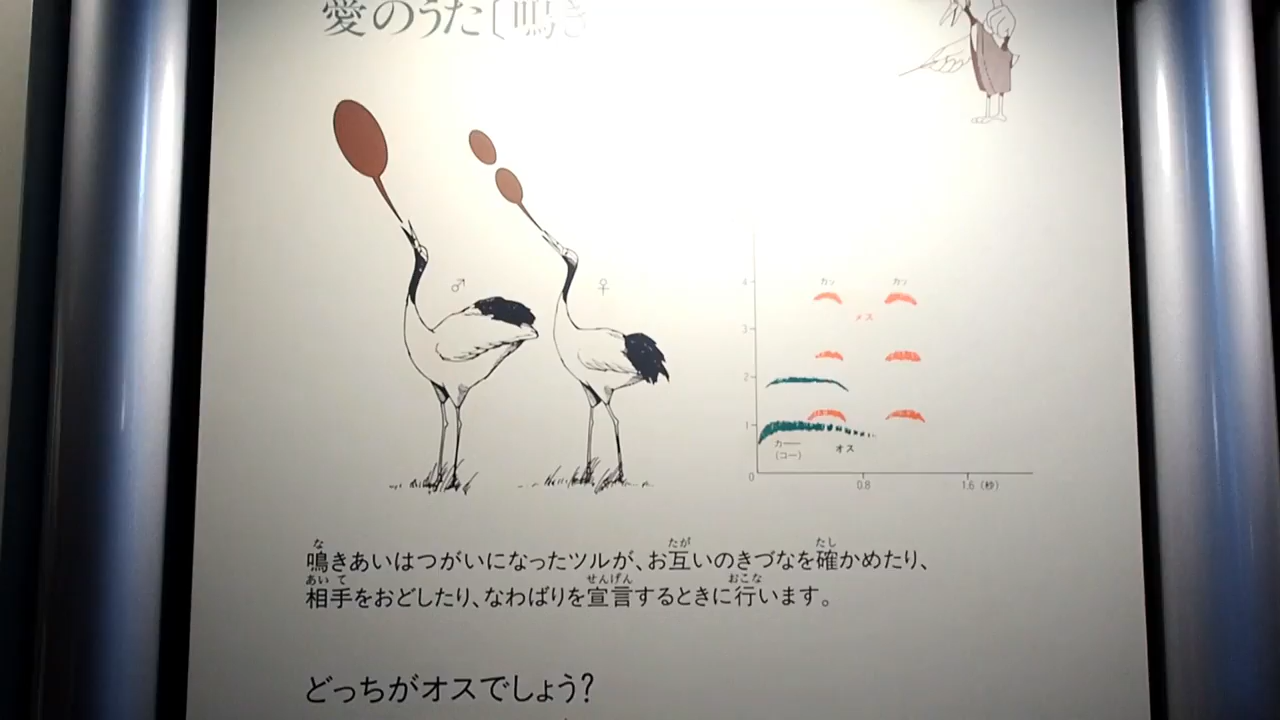 愛のうた〔鳴き
♂
♀
4
カッ
カッ
メス
3
2
1
カー
(コー)
オス
0
0.8
1.6 (秒)
鳴きあいはつがいになったツルが、お互いのきづなを確かめたり、
相手をおどしたり、なわばりを宣言するときに行います。
どっちがオスでしょう?